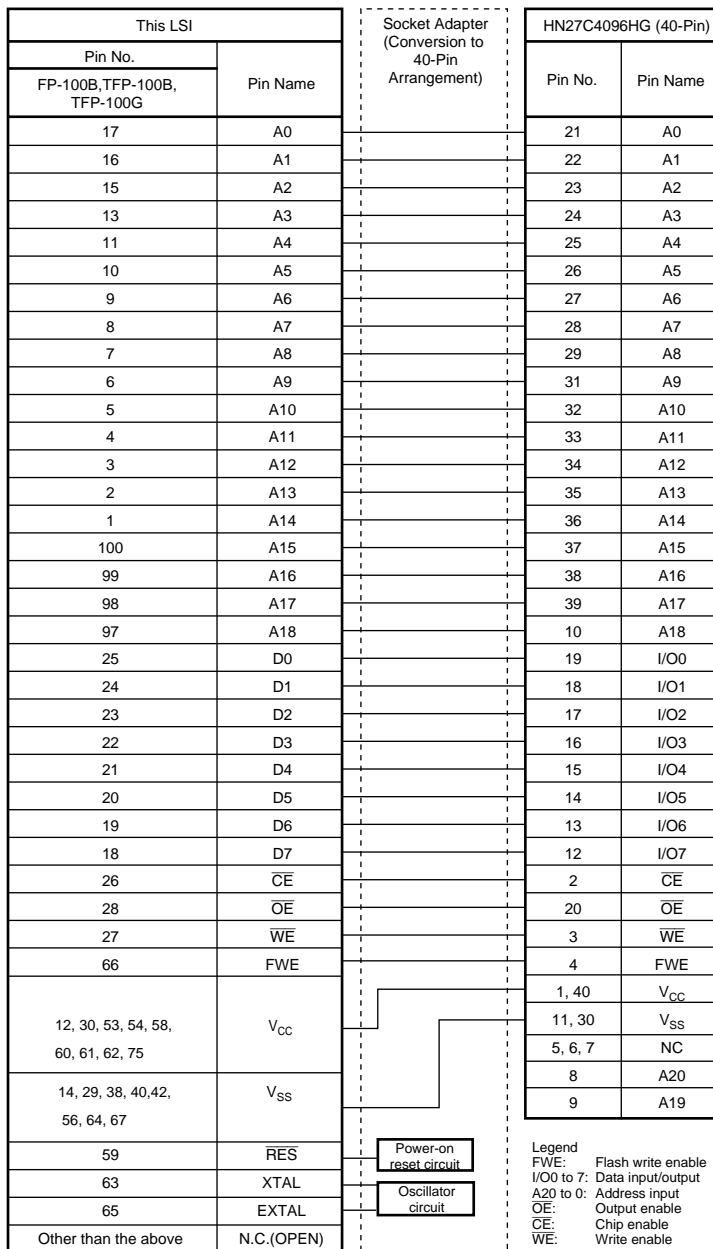 This LSI
Socket Adapter
(Conversion to
40-Pin
Arrangement)
HN27C4096HG (40-Pin)
Pin No.
FP-100B,TFP-100B,
TFP-100G
Pin Name
Pin No.
Pin Name
17 A0 21 A0
16 A1 22 A1
15 A2 23 A2
13 A3 24 A3
11 A4 25 A4
10 A5 26 A5
9 A6 27 A6
8 A7 28 A7
7 A8 29 A8
6 A9 31 A9
5 A10 32 A10
4 A11 33 A11
3 A12 34 A12
2 A13 35 A13
1 A14 36 A14
100 A15 37 A15
99 A16 38 A16
98 A17 39 A17
97 A18 10 A18
25 D0 19 I/O0
24 D1 18 I/O1
23 D2 17 I/O2
22 D3 16 I/O3
21 D4 15 I/O4
20 D5 14 I/O5
19 D6 13 I/O6
18 D7 12 I/O7
26 C̅E̅ 2 C̅E̅
28 O̅E̅ 20 O̅E̅
27 W̅E̅ 3 W̅E̅
66 FWE 4 FWE
12, 30, 53, 54, 58,
60, 61, 62, 75
VCC
1, 40 VCC
11, 30 VSS
5, 6, 7 NC
8 A20
9 A19
14, 29, 38, 40,42,
56, 64, 67
VSS
59 R̅E̅S̅
Power-on
reset circuit
63 XTAL
65 EXTAL
Oscillator
circuit
Other than the above N.C.(OPEN)
Legend
FWE: Flash write enable
I/O0 to 7: Data input/output
A20 to 0: Address input
O̅E̅: Output enable
C̅E̅: Chip enable
W̅E̅: Write enable